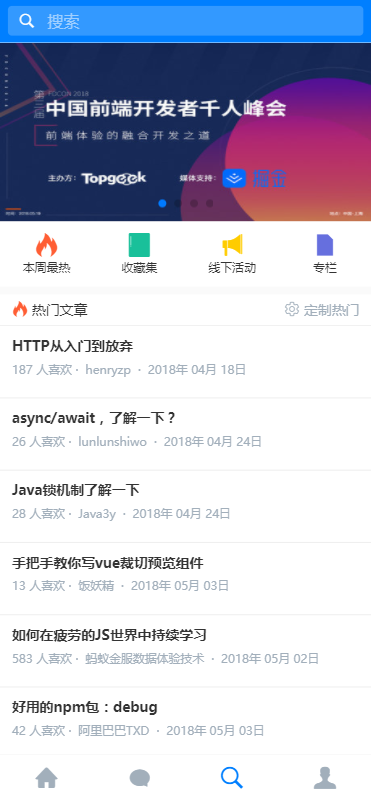 搜索
第三届
FDCON 2018
中国前端开发者千人峰会
前端体验的融合开发之道
主办方：Topgeek 媒体支持：掘金
本周最热 收藏集 线下活动 专栏
热门文章 定制热门
HTTP从入门到放弃
187 人喜欢 · henryzp · 2018年 04月 18日
async/await，了解一下？
26 人喜欢 · lunlunshiwo · 2018年 04月 24日
Java锁机制了解一下
28 人喜欢 · Java3y · 2018年 04月 24日
手把手教你写vue裁切预览组件
13 人喜欢 · 饭妖精 · 2018年 05月 03日
如何在疲劳的JS世界中持续学习
583 人喜欢 · 蚂蚁金服数据体验技术 · 2018年 05月 02日
好用的npm包：debug
42 人喜欢 · 阿里巴巴TXD · 2018年 05月 03日